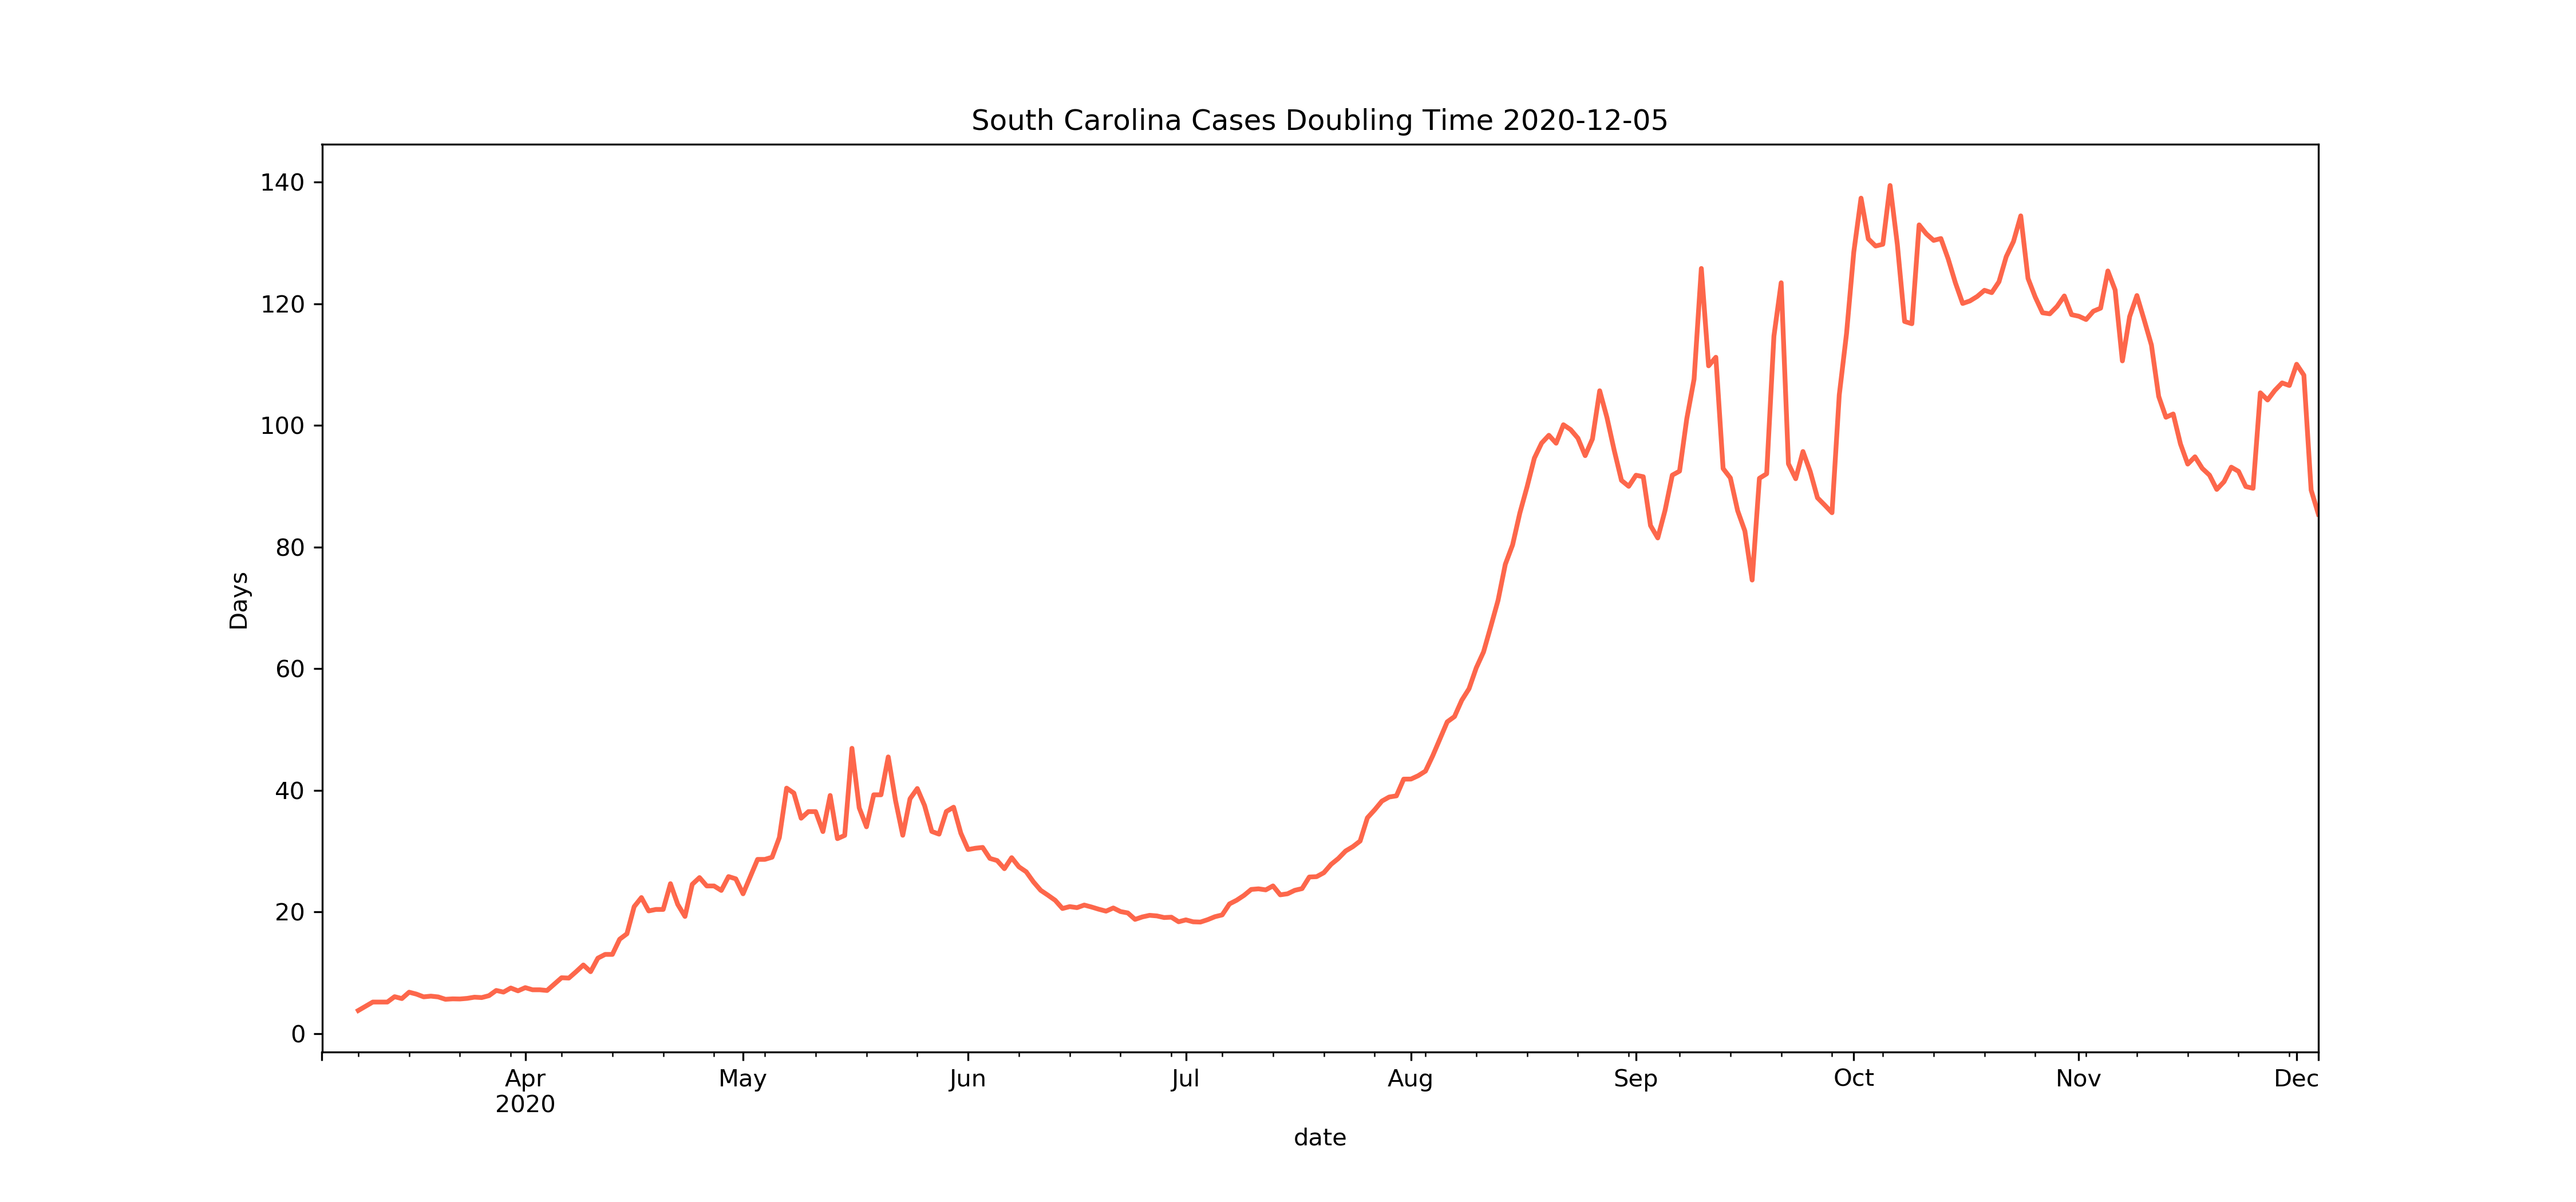 South Carolina Cases Doubling Time 2020-12-05
140
120
100
80
60
40
20
0
Days
Apr May Jun Jul Aug Sep Oct Nov Dec
2020
date